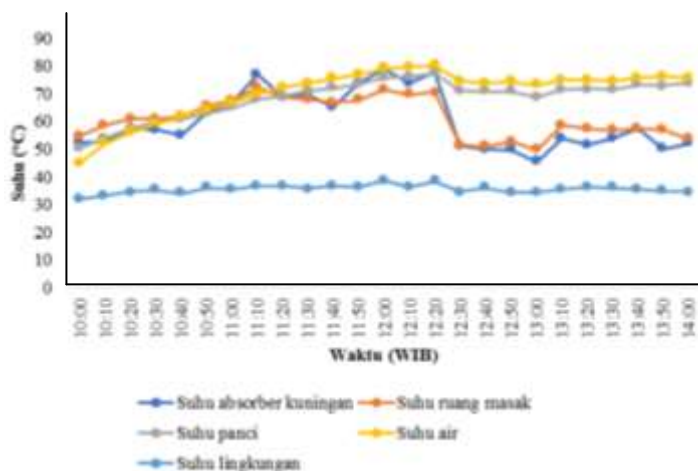 90
80
70
60
50
40
30
20
10
0
Suhu (°C)
10:00 10:10 10:20 10:30 10:40 10:50 11:00 11:10 11:20 11:30 11:40 11:50 12:00 12:10 12:20 12:30 12:40 12:50 13:00 13:10 13:20 13:30 13:40 13:50 14:00
Waktu (WIB)
Suhu absorber kuningan Suhu ruang masak
Suhu panci Suhu air
Suhu lingkungan